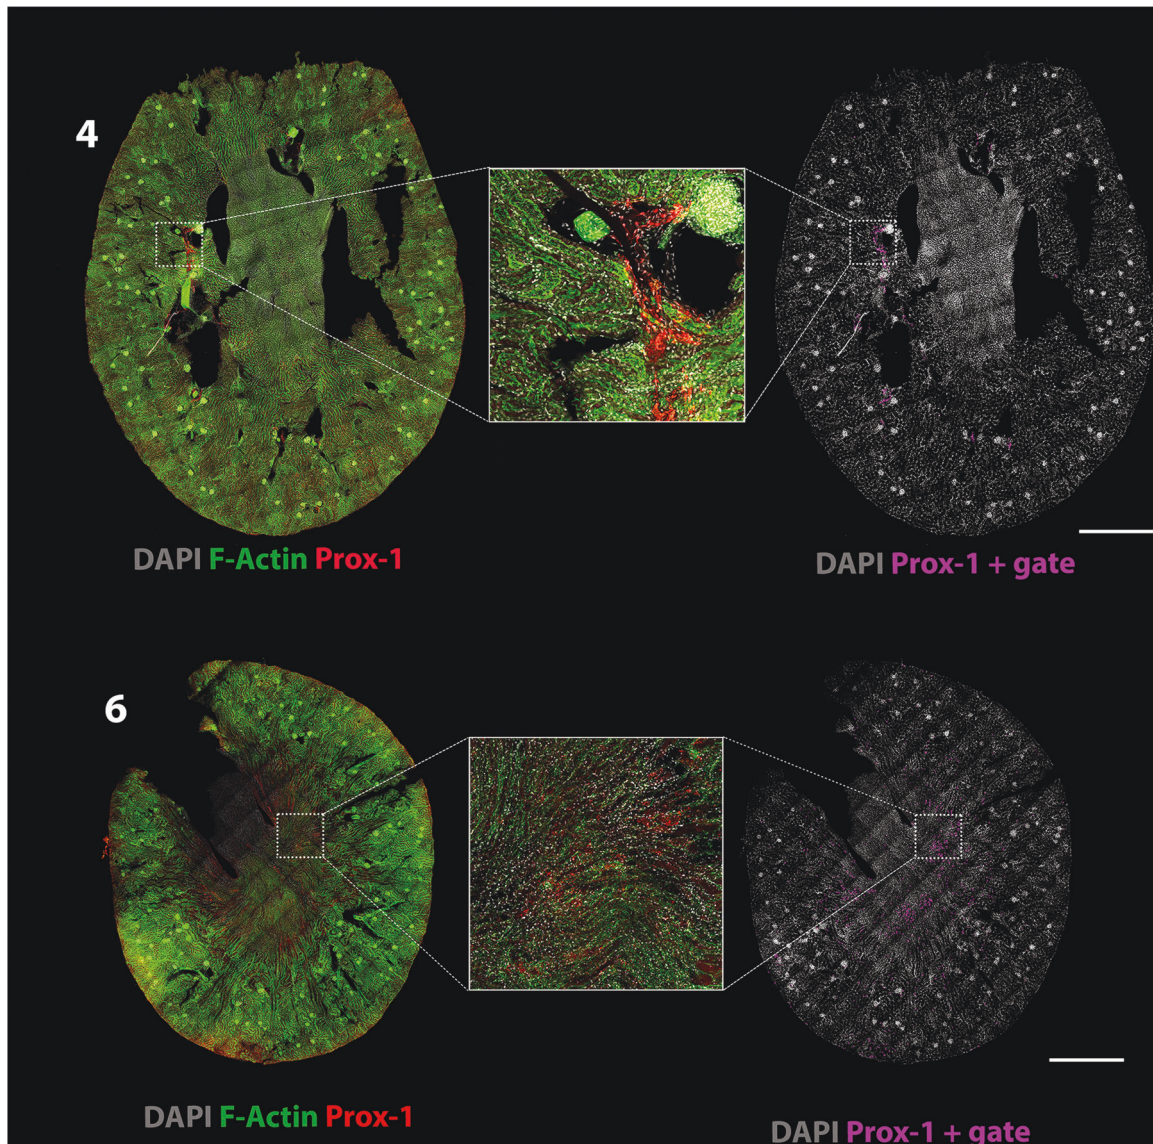 4
DAPI F-Actin Prox-1
DAPI Prox-1 + gate
6
DAPI F-Actin Prox-1
DAPI Prox-1 + gate